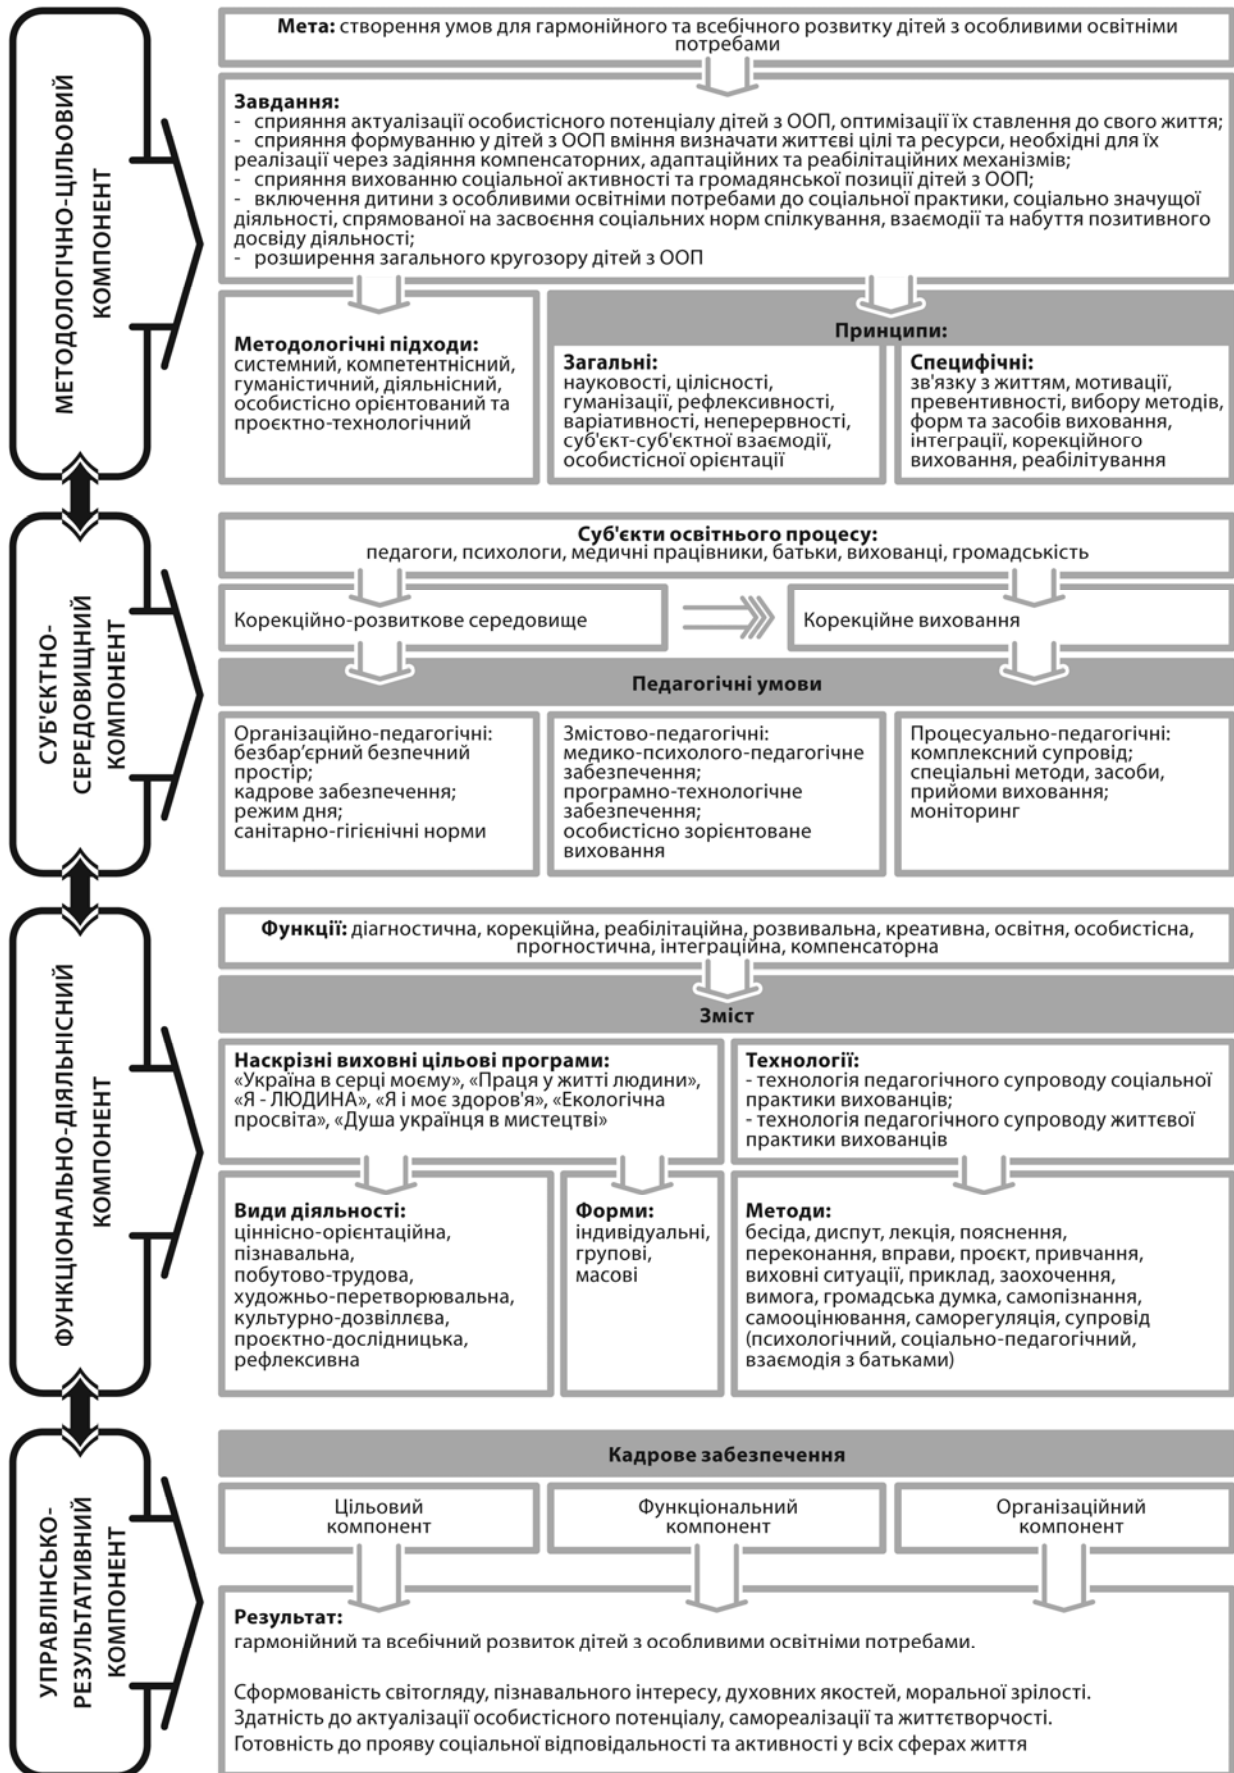 МЕТОДОЛОГІЧНО-ЦІЛЬОВИЙ
КОМПОНЕНТ
Мета: створення умов для гармонійного та всебічного розвитку дітей з особливими освітніми
потребами
Завдання:
- сприяння актуалізації особистісного потенціалу дітей з ООП, оптимізації їх ставлення до свого життя;
- сприяння формуванню у дітей з ООП вміння визначати життєві цілі та ресурси, необхідні для їх
реалізації через задіяння компенсаторних, адаптаційних та реабілітаційних механізмів;
- сприяння вихованню соціальної активності та громадянської позиції дітей з ООП;
- включення дитини з особливими освітніми потребами до соціальної практики, соціально значущої
діяльності, спрямованої на засвоєння соціальних норм спілкування, взаємодії та набуття позитивного
досвіду діяльності;
- розширення загального кругозору дітей з ООП
Методологічні підходи:
системний, компетентнісний,
гуманістичний, діяльнісний,
особистісно орієнтований та
проєктно-технологічний
Принципи:
Загальні:
науковості, цілісності,
гуманізації, рефлексивності,
варіативності, неперервності,
суб'єкт-суб'єктної взаємодії,
особистісної орієнтації
Специфічні:
зв'язку з життям, мотивації,
превентивності, вибору методів,
форм та засобів виховання,
інтеграції, корекційного
виховання, реабілітування
СУБ'ЄКТНО-
СЕРЕДОВИЩНИЙ
КОМПОНЕНТ
Суб'єкти освітнього процесу:
педагоги, психологи, медичні працівники, батьки, вихованці, громадськість
Корекційно-розвиткове середовище
Корекційне виховання
Педагогічні умови
Організаційно-педагогічні:
безбар’єрний безпечний
простір;
кадрове забезпечення;
режим дня;
санітарно-гігієнічні норми
Змістово-педагогічні:
медико-психолого-педагогічне
забезпечення;
програмно-технологічне
забезпечення;
особистісно зорієнтоване
виховання
Процесуально-педагогічні:
комплексний супровід;
спеціальні методи, засоби,
прийоми виховання;
моніторинг
ФУНКЦІОНАЛЬНО-ДІЯЛЬНІСНИЙ
КОМПОНЕНТ
Функції: діагностична, корекційна, реабілітаційна, розвивальна, креативна, освітня, особистісна,
прогностична, інтеграційна, компенсаторна
Зміст
Наскрізні виховні цільові програми:
«Україна в серці моєму», «Праця у житті людини»,
«Я - ЛЮДИНА», «Я і моє здоров'я», «Екологічна
просвіта», «Душа українця в мистецтві»
Технології:
- технологія педагогічного супроводу соціальної
практики вихованців;
- технологія педагогічного супроводу життєвої
практики вихованців
Види діяльності:
ціннісно-орієнтаційна,
пізнавальна,
побутово-трудова,
художньо-перетворювальна,
культурно-дозвіллєва,
проєктно-дослідницька,
рефлексивна
Форми:
індивідуальні,
групові,
масові
Методи:
бесіда, диспут, лекція, пояснення,
переконання, вправи, проєкт, привчання,
виховні ситуації, приклад, заохочення,
вимога, громадська думка, самопізнання,
самооцінювання, саморегуляція, супровід
(психологічний, соціально-педагогічний,
взаємодія з батьками)
УПРАВЛІНСЬКО-
РЕЗУЛЬТАТИВНИЙ
КОМПОНЕНТ
Кадрове забезпечення
Цільовий
компонент
Функціональний
компонент
Організаційний
компонент
Результат:
гармонійний та всебічний розвиток дітей з особливими освітніми потребами.
Сформованість світогляду, пізнавального інтересу, духовних якостей, моральної зрілості.
Здатність до актуалізації особистісного потенціалу, самореалізації та життєтворчості.
Готовність до прояву соціальної відповідальності та активності у всіх сферах життя